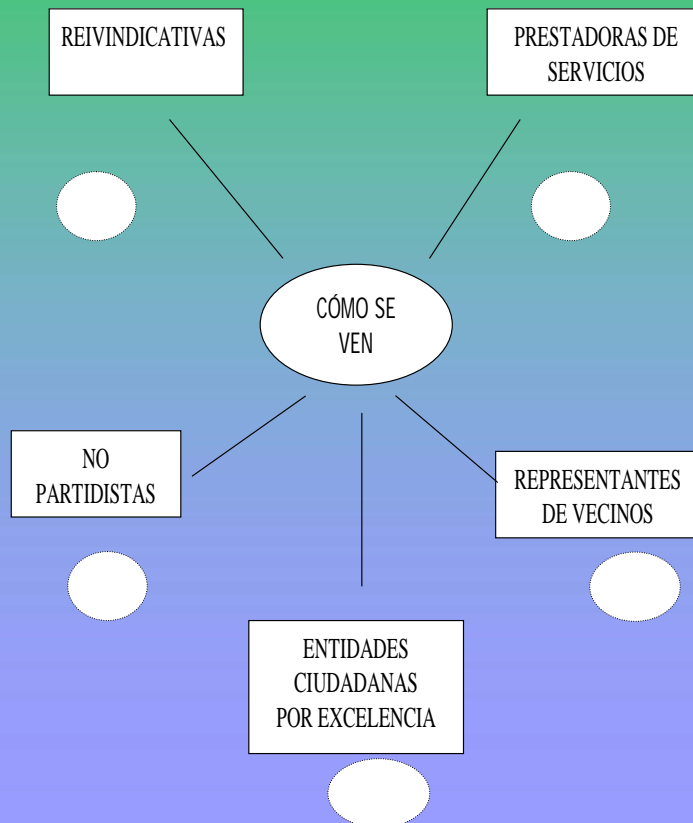 REIVINDICATIVAS
PRESTADORAS DE
SERVICIOS
CÓMO SE
VEN
NO
PARTIDISTAS
REPRESENTANTES
DE VECINOS
ENTIDADES
CIUDADANAS
POR EXCELENCIA